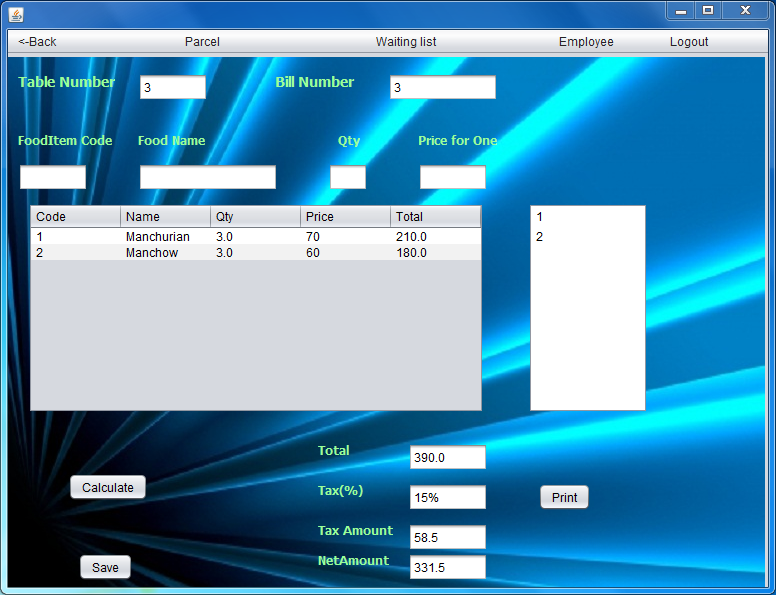 <-Back Parcel Waiting list Employee Logout
Table Number 3 Bill Number 3
FoodItem Code Food Name Qty Price for One
Code Name Qty Price Total
1 Manchurian 3.0 70 210.0
2 Manchow 3.0 60 180.0
1
2
Total 390.0
Calculate
Tax(%) 15% Print
Tax Amount 58.5
NetAmount 331.5
Save